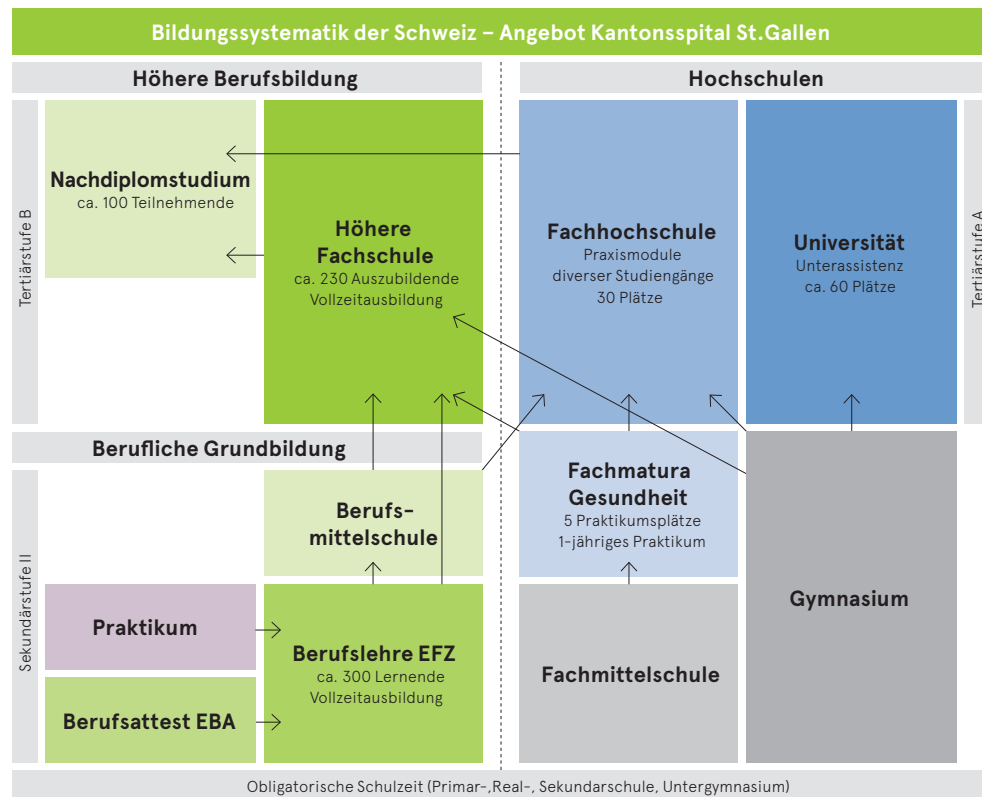 Bildungssystematik der Schweiz – Angebot Kantonsspital St.Gallen
Höhere Berufsbildung
Hochschulen
Tertiärstufe B
Nachdiplomstudium
ca. 100 Teilnehmende
Höhere
Fachschule
ca. 230 Auszubildende
Vollzeitausbildung
Fachhochschule
Praxismodule
diverser Studiengänge
30 Plätze
Universität
Unterassistenz
ca. 60 Plätze
Tertiärstufe A
Berufliche Grundbildung
Sekundärstufe II
Berufs-
mittelschule
Fachmatura
Gesundheit
5 Praktikumsplätze
1-jähriges Praktikum
Gymnasium
Praktikum
Berufslehre EFZ
ca. 300 Lernende
Vollzeitausbildung
Fachmittelschule
Berufsattest EBA
Obligatorische Schulzeit (Primar-,Real-, Sekundarschule, Untergymnasium)